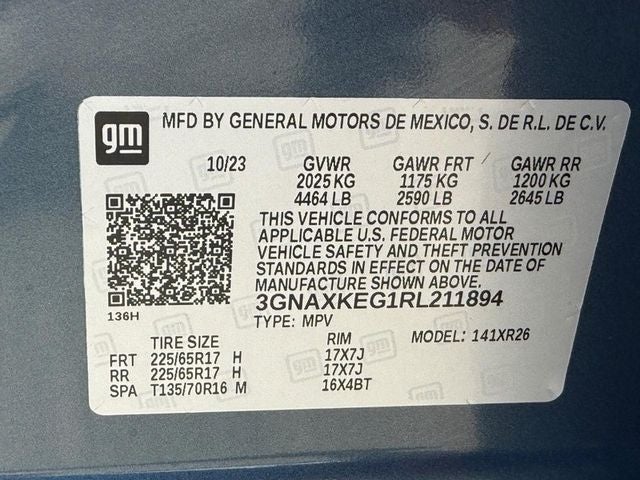 gm MFD BY GENERAL MOTORS DE MEXICO, S. DE R.L. DE C.V.
10/23 GVWR GAWR FRT GAWR RR
2025 KG 1175 KG 1200 KG
4464 LB 2590 LB 2645 LB
THIS VEHICLE CONFORMS TO ALL
APPLICABLE U.S. FEDERAL MOTOR
VEHICLE SAFETY AND THEFT PREVENTION
STANDARDS IN EFFECT ON THE DATE OF
MANUFACTURE SHOWN ABOVE.
3GNAXKEG1RL211894
136H
TYPE: MPV MODEL: 141XR26
TIRE SIZE RIM
FRT 225/65R17 H 17X7J
RR 225/65R17 H 17X7J
SPA T135/70R16 M 16X4BT